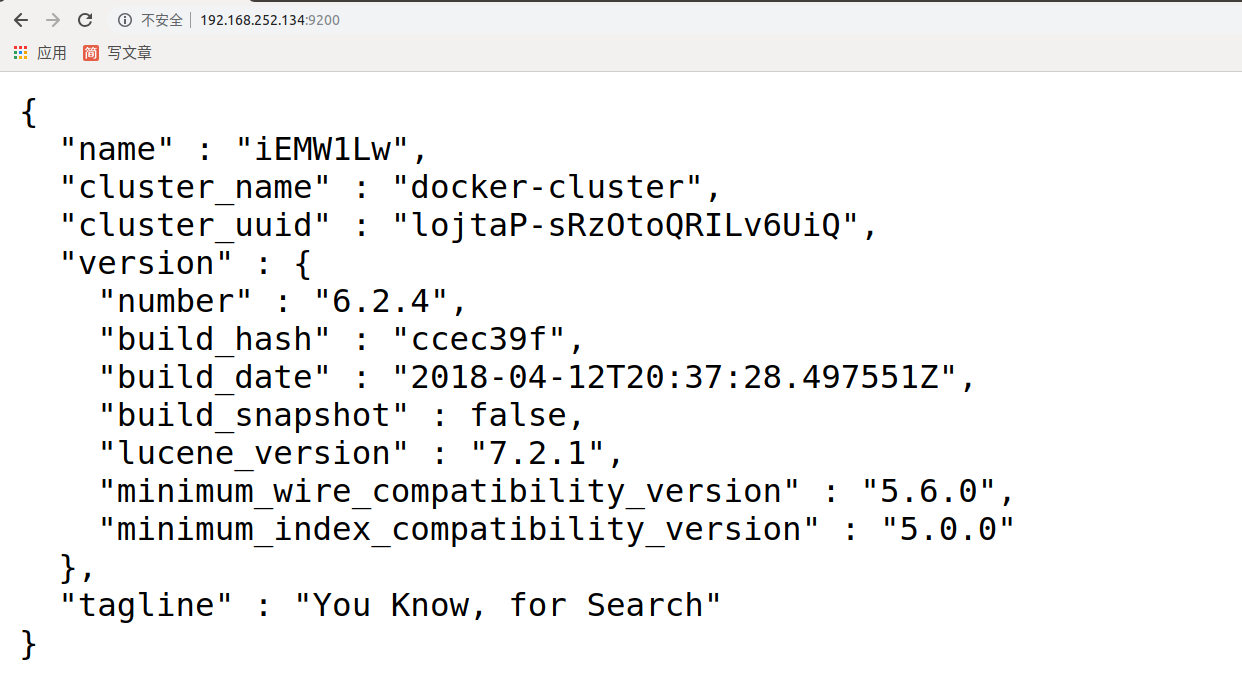 不安全 192.168.252.134:9200
应用 简 写文章
{
  "name" : "iEMW1Lw",
  "cluster_name" : "docker-cluster",
  "cluster_uuid" : "lojtaP-sRzOtoQRILv6UiQ",
  "version" : {
    "number" : "6.2.4",
    "build_hash" : "ccec39f",
    "build_date" : "2018-04-12T20:37:28.497551Z",
    "build_snapshot" : false,
    "lucene_version" : "7.2.1",
    "minimum_wire_compatibility_version" : "5.6.0",
    "minimum_index_compatibility_version" : "5.0.0"
  },
  "tagline" : "You Know, for Search"
}